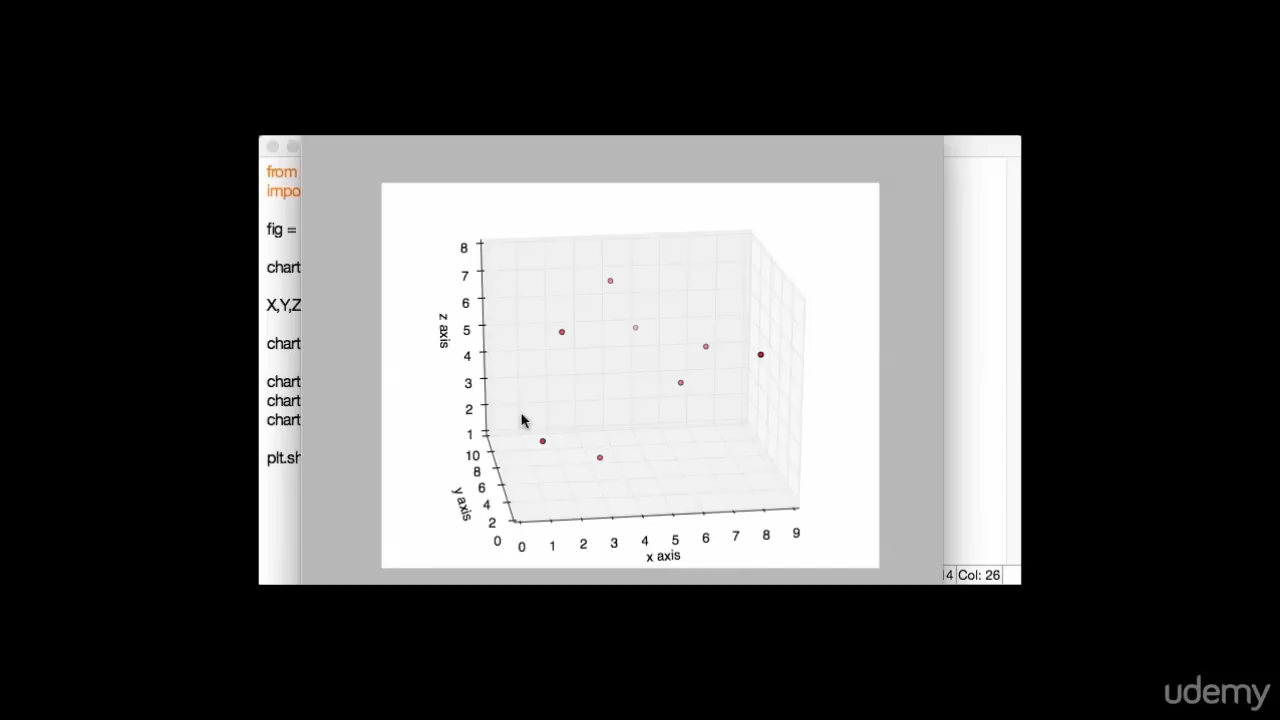 from
impo
fig =
chart
X,Y,Z
chart
chart
chart
chart
plt.sh
8
7
6
5
4
3
2
1
z axis
10
8
6
4
2
0
y axis
0 1 2 3 4 5 6 7 8 9
x axis
4 Col: 26
udemy